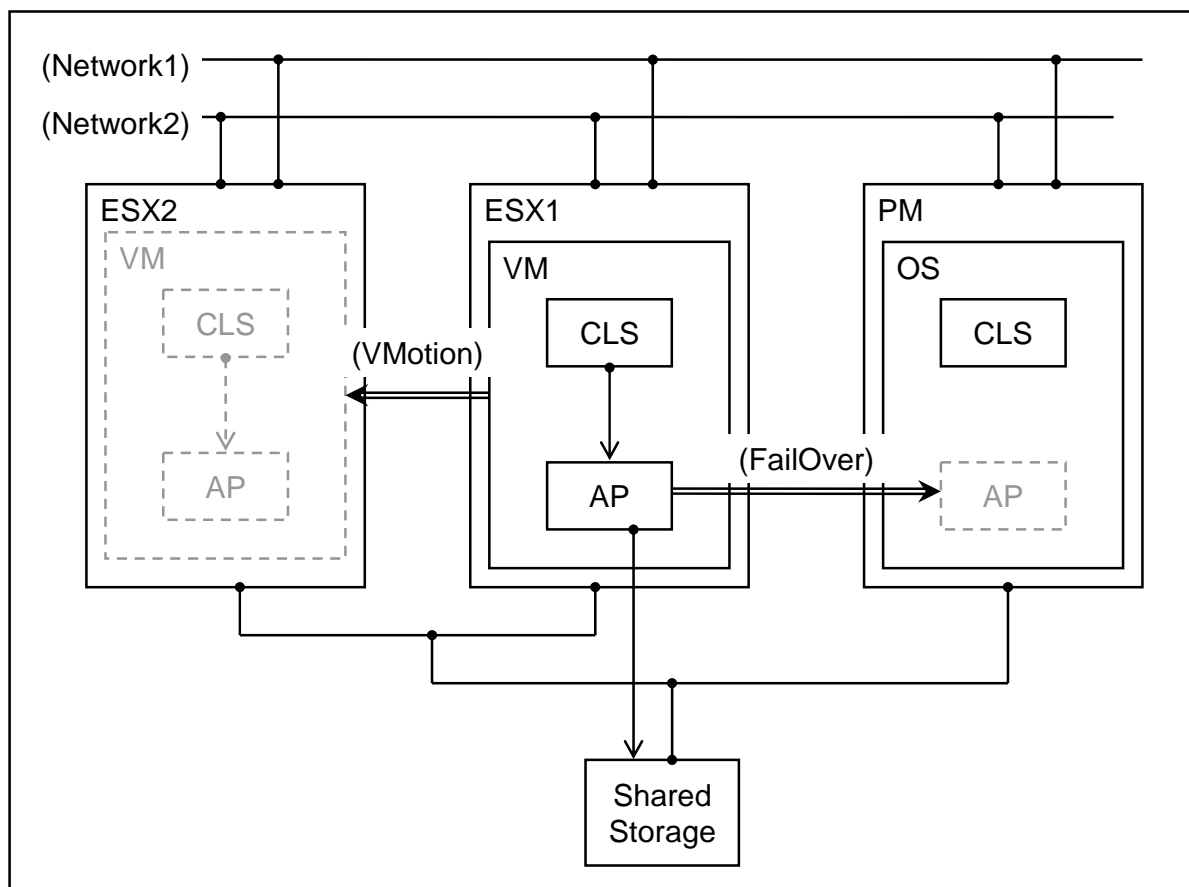 (Network1)
(Network2)
ESX2
VM
CLS
AP
(VMotion)
ESX1
VM
CLS
AP
(FailOver)
PM
OS
CLS
AP
Shared
Storage